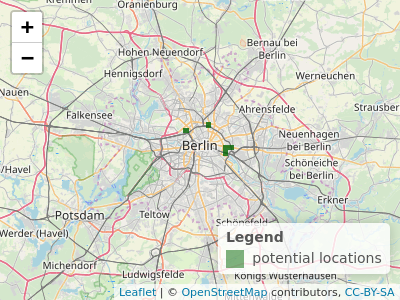 Kremmen
Oranienburg
+
−
Hohen Neuendorf
Bernau bei
Berlin
Hennigsdorf
Werneuchen
Nauen
Ahrensfelde
Strausber
Falkensee
Neuenhagen
bei Berlin
Berlin
Schöneiche
bei Berlin
/Havel
Erkner
Potsdam
Teltow
Schönefeld
Werder (Havel)
Legend
potential locations
Michendorf
Ludwigsfelde
Königs Wusterhausen
Leaflet | © OpenStreetMap contributors, CC-BY-SA